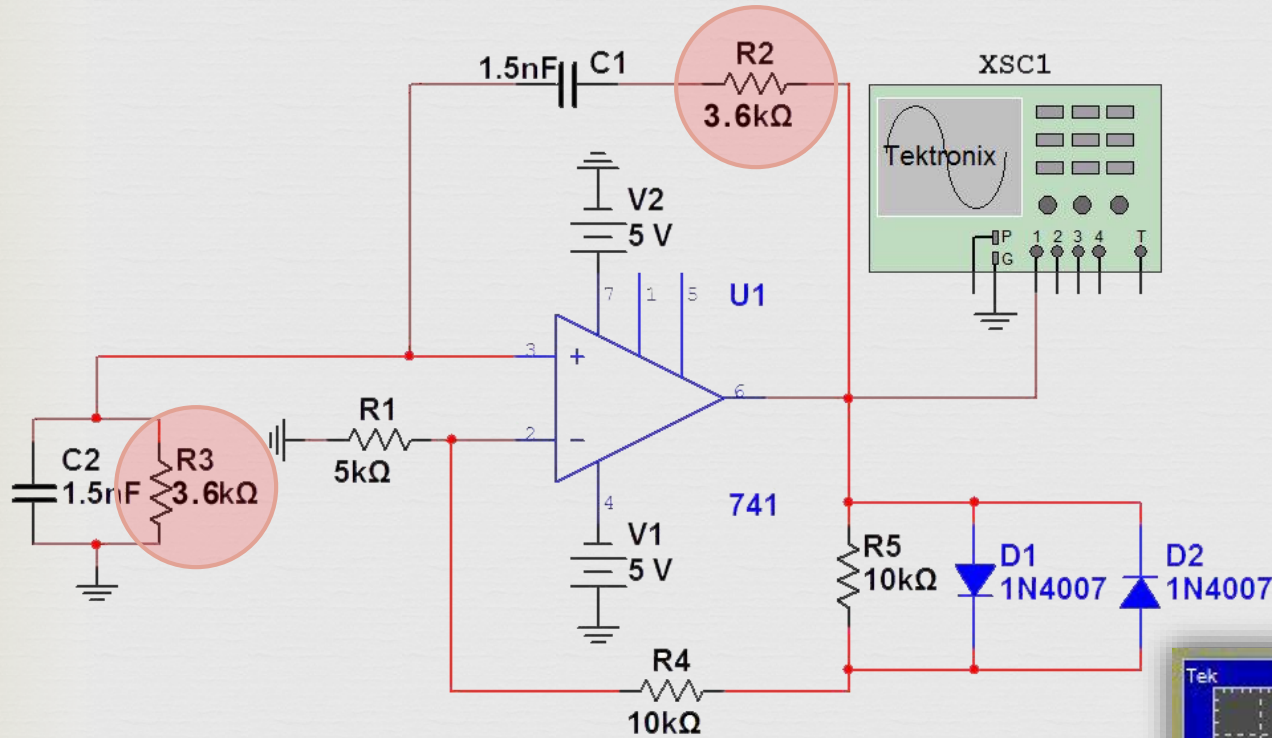 1.5nF
C1
R2
3.6kΩ
XSC1
Tektronix
P
G
1
2
3
4
T
V2
5 V
7
1
5
U1
3
+
6
2
−
R1
5kΩ
C2
1.5nF
R3
3.6kΩ
4
741
V1
5 V
R5
10kΩ
D1
1N4007
D2
1N4007
R4
10kΩ
Tek